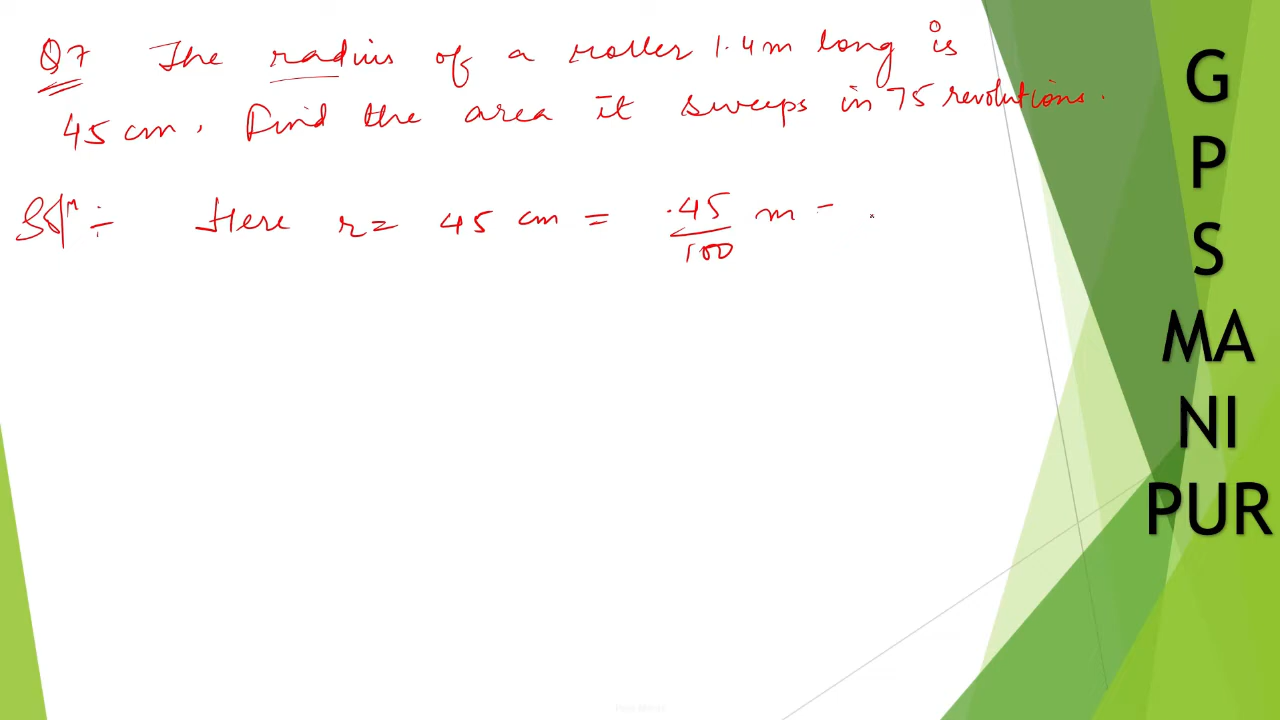 Q7 The radius of a roller 1.4 m long is
45 cm. Find the area it sweeps in 75 revolutions.
Solⁿ ÷ Here r = 45 cm = .45/100 m =
G
P
S
MA
NI
PUR